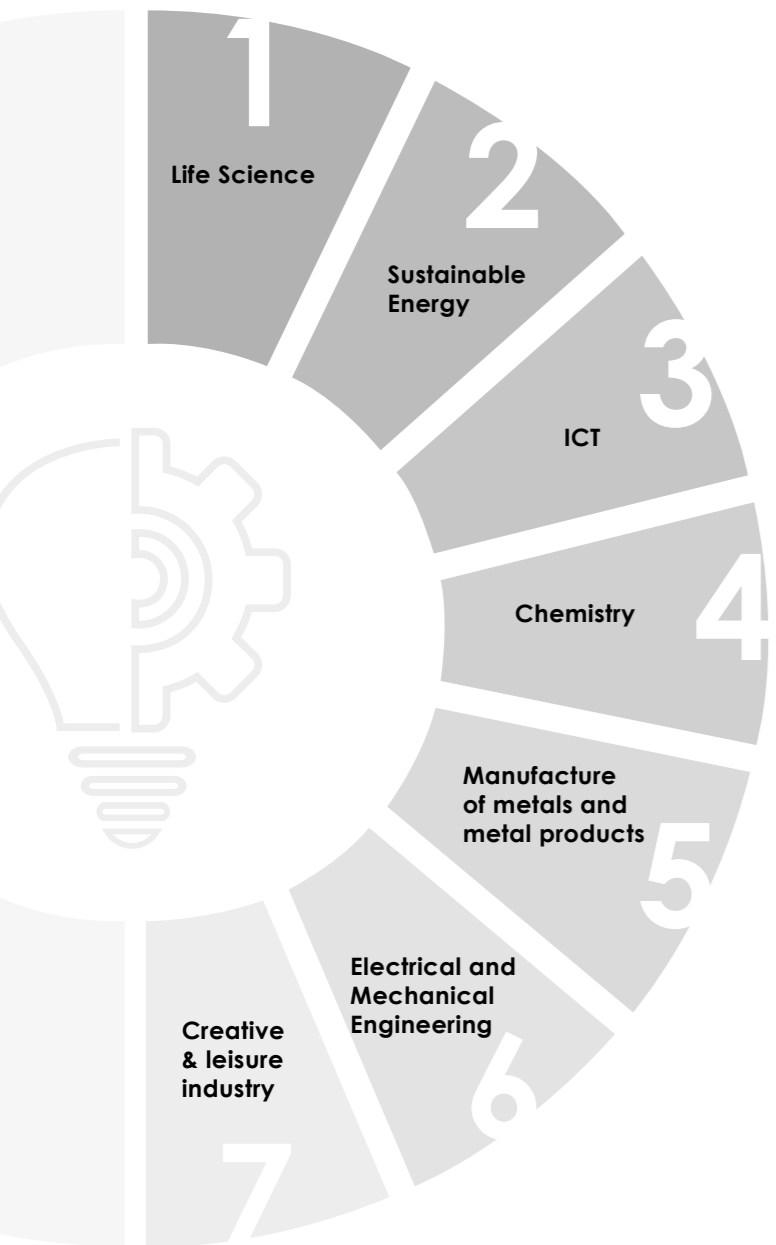 1
Life Science
2
Sustainable
Energy
3
ICT
4
Chemistry
5
Manufacture
of metals and
metal products
6
Electrical and
Mechanical
Engineering
7
Creative
& leisure
industry